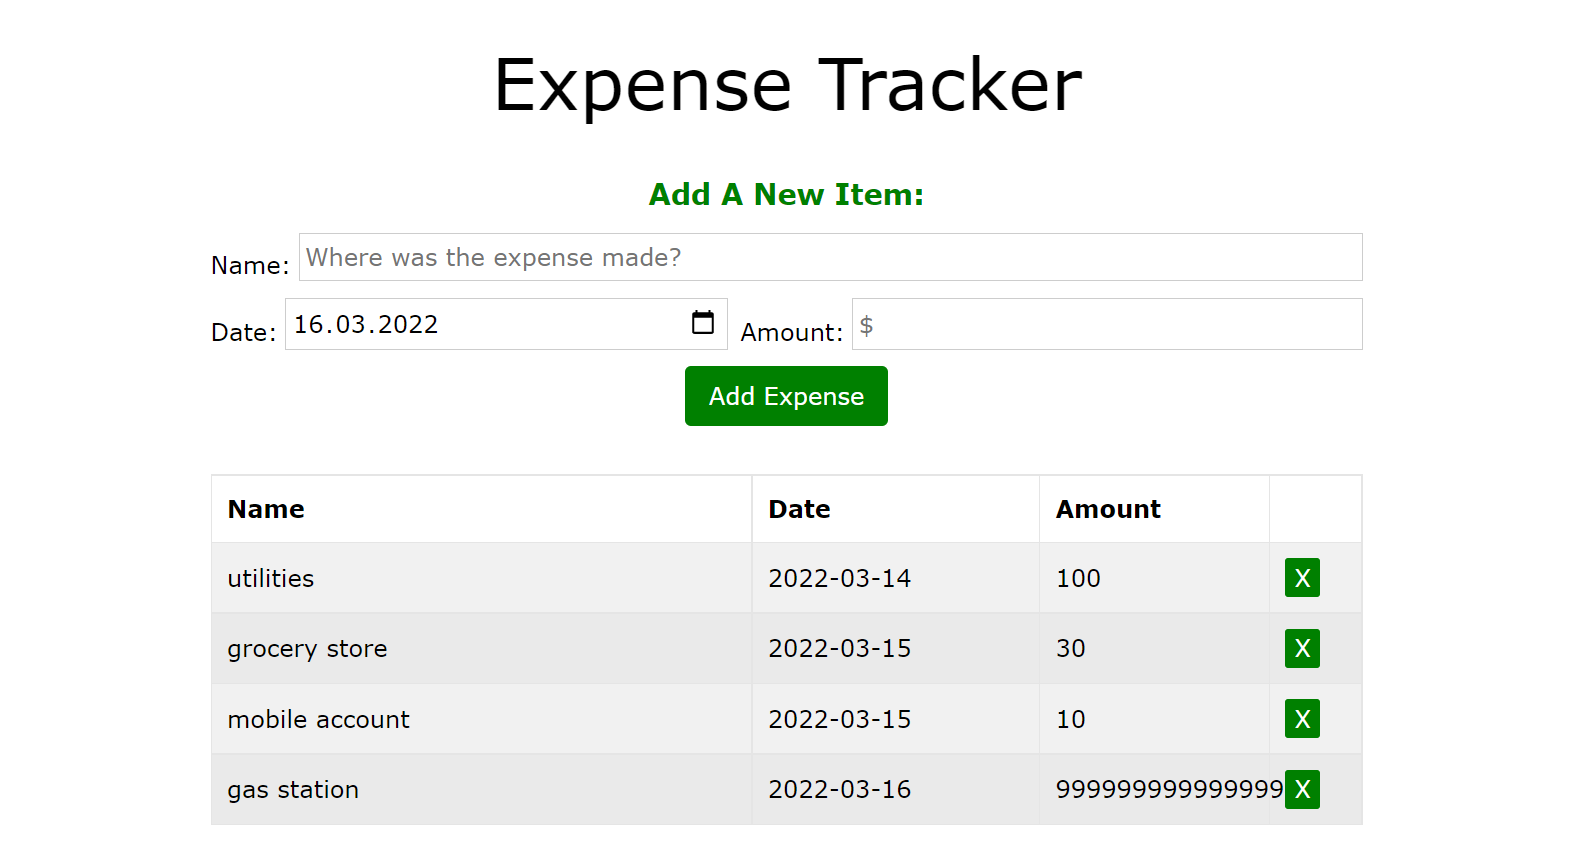 Expense Tracker
Add A New Item:
Name: Where was the expense made?
Date: 16.03.2022 Amount: $
Add Expense
Name Date Amount
utilities 2022-03-14 100 X
grocery store 2022-03-15 30 X
mobile account 2022-03-15 10 X
gas station 2022-03-16 999999999999999 X